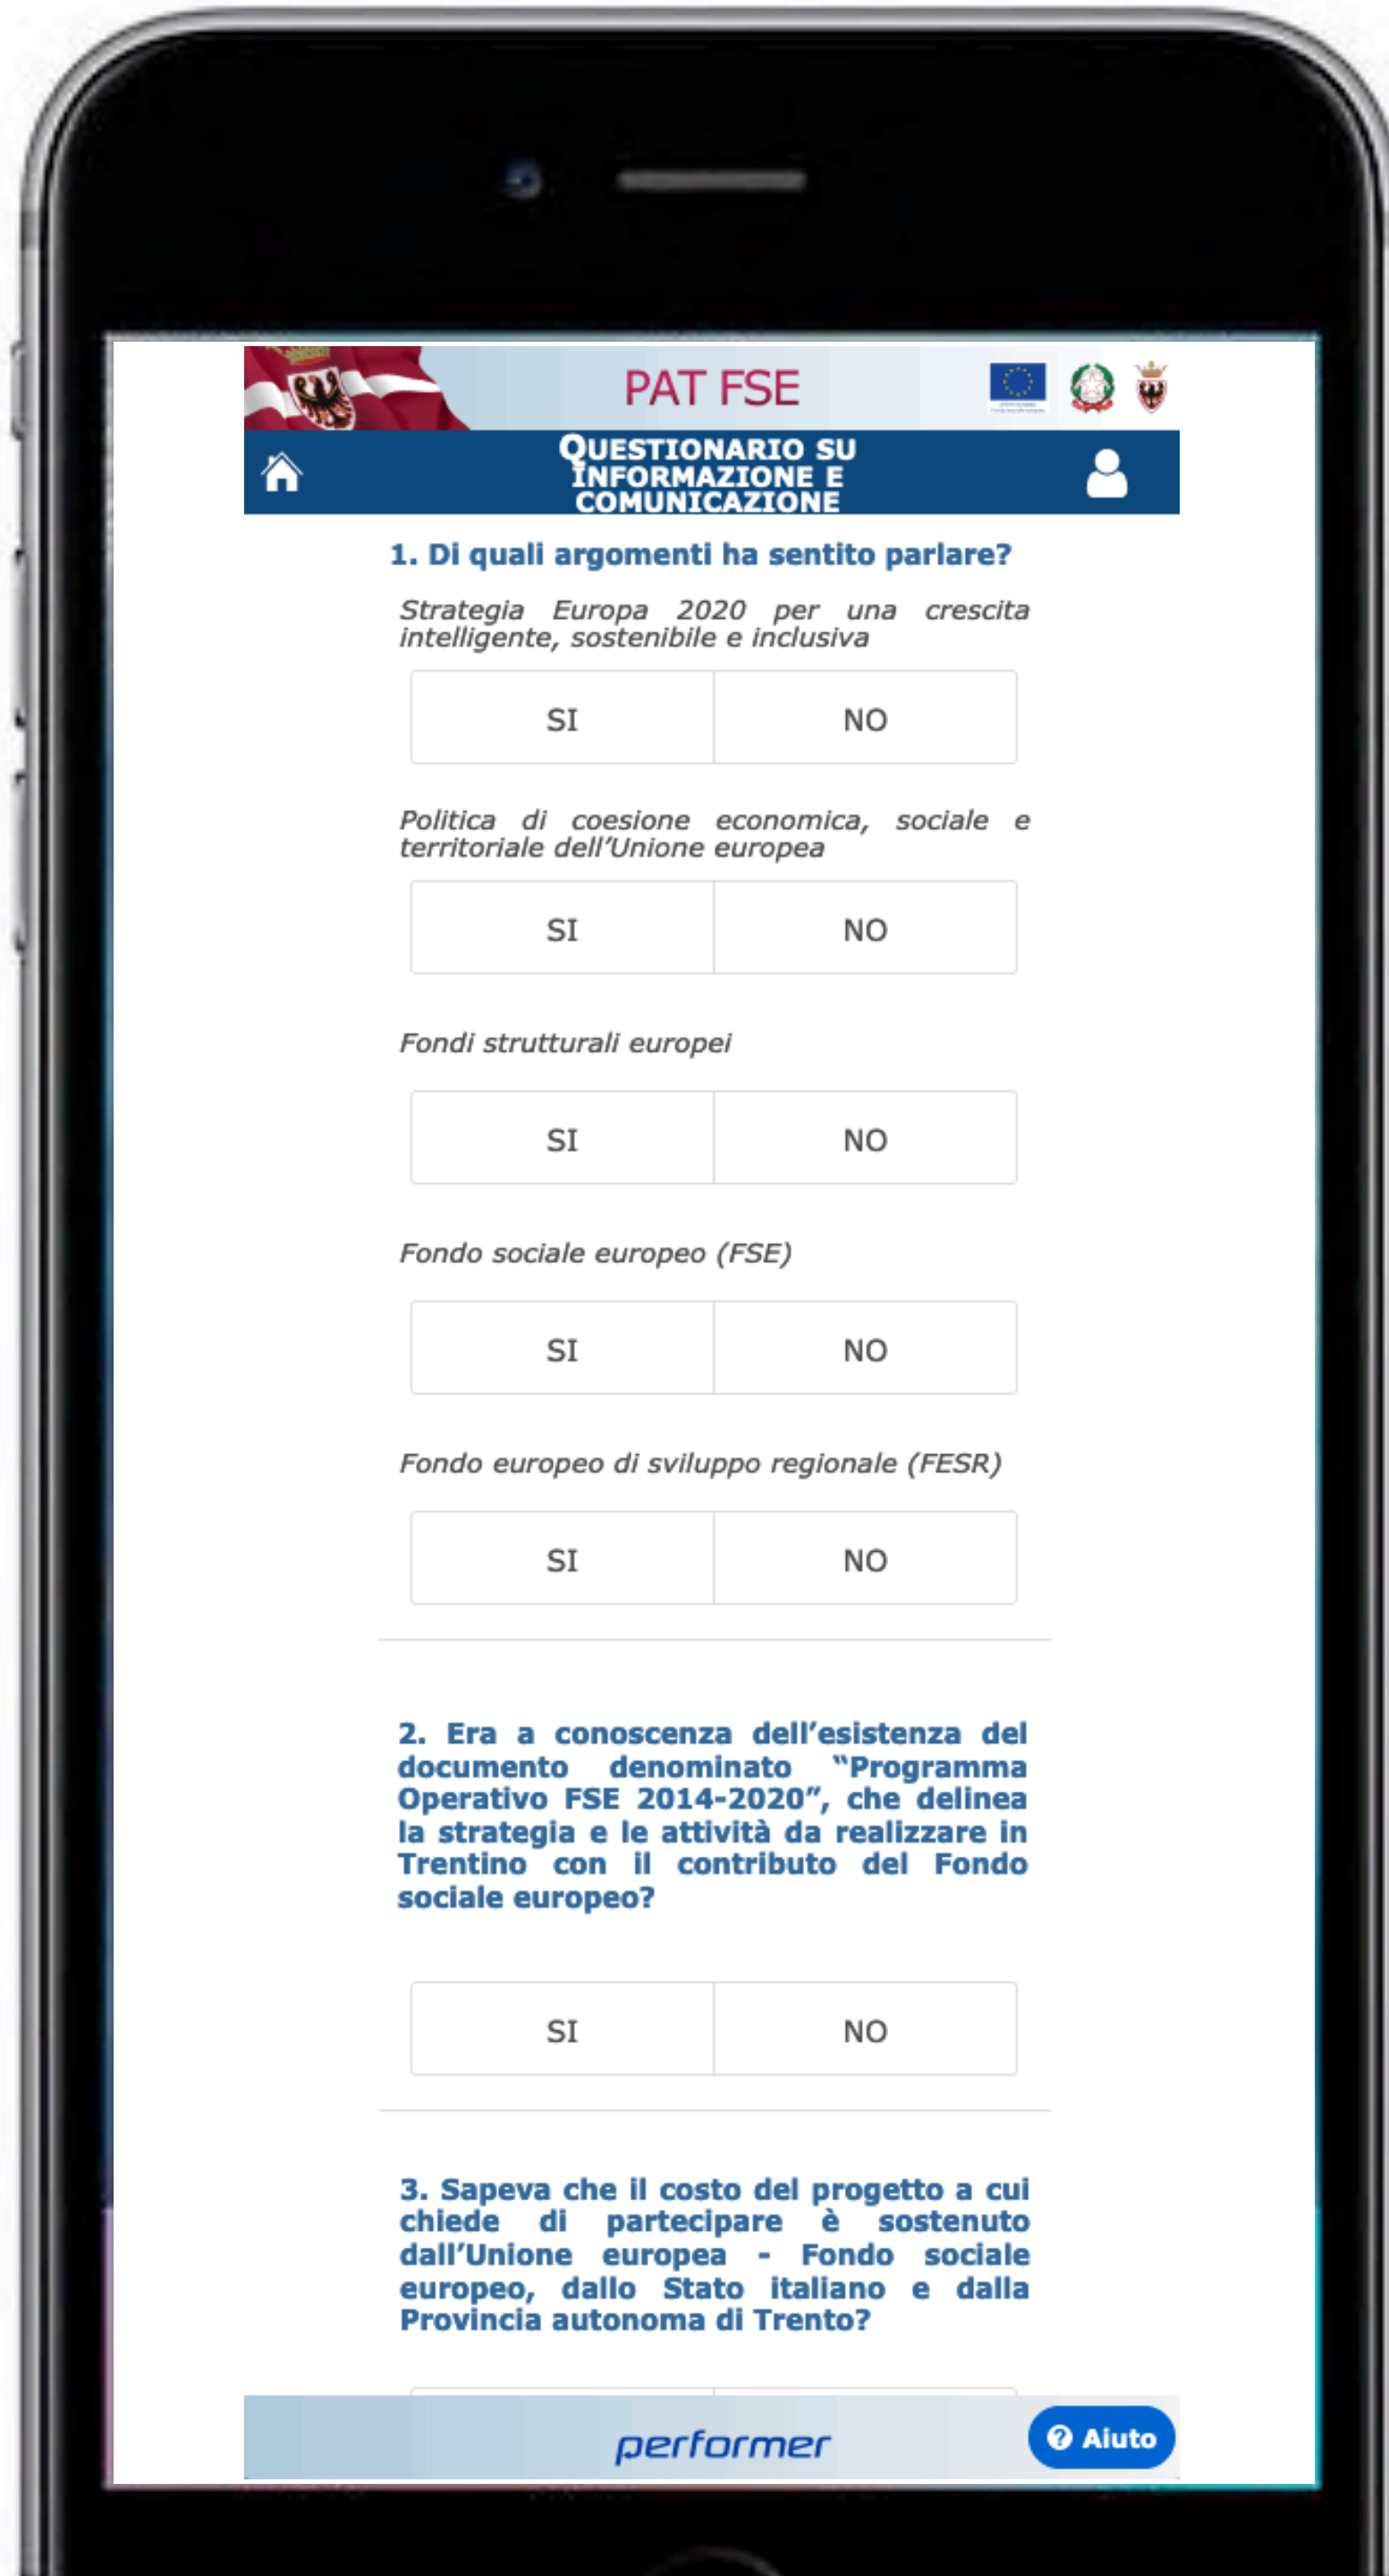 PAT FSE
QUESTIONARIO SU
INFORMAZIONE E
COMUNICAZIONE
1. Di quali argomenti ha sentito parlare?
Strategia Europa 2020 per una crescita
intelligente, sostenibile e inclusiva
SI NO
Politica di coesione economica, sociale e
territoriale dell'Unione europea
SI NO
Fondi strutturali europei
SI NO
Fondo sociale europeo (FSE)
SI NO
Fondo europeo di sviluppo regionale (FESR)
SI NO
2. Era a conoscenza dell'esistenza del
documento denominato “Programma
Operativo FSE 2014-2020”, che delinea
la strategia e le attività da realizzare in
Trentino con il contributo del Fondo
sociale europeo?
SI NO
3. Sapeva che il costo del progetto a cui
chiede di partecipare è sostenuto
dall'Unione europea - Fondo sociale
europeo, dallo Stato italiano e dalla
Provincia autonoma di Trento?
performer
? Aiuto